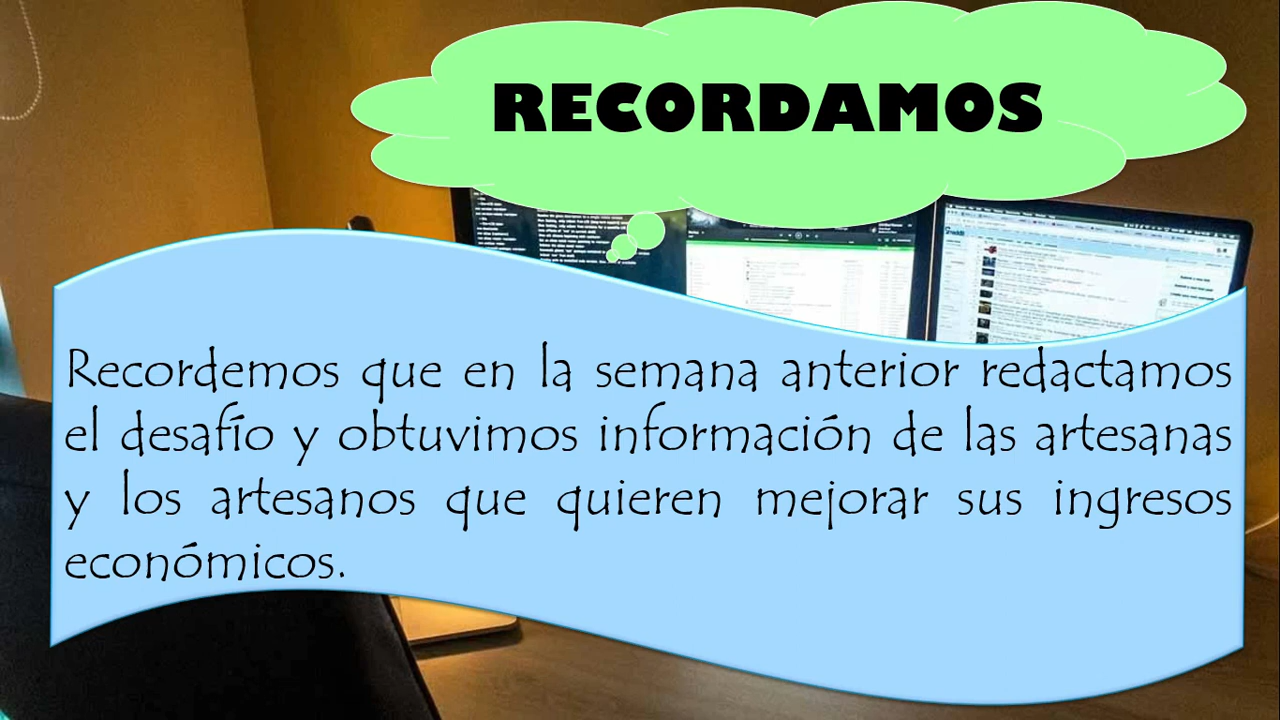 RECORDAMOS
Recordemos que en la semana anterior redactamos
el desafío y obtuvimos información de las artesanas
y los artesanos que quieren mejorar sus ingresos
económicos.